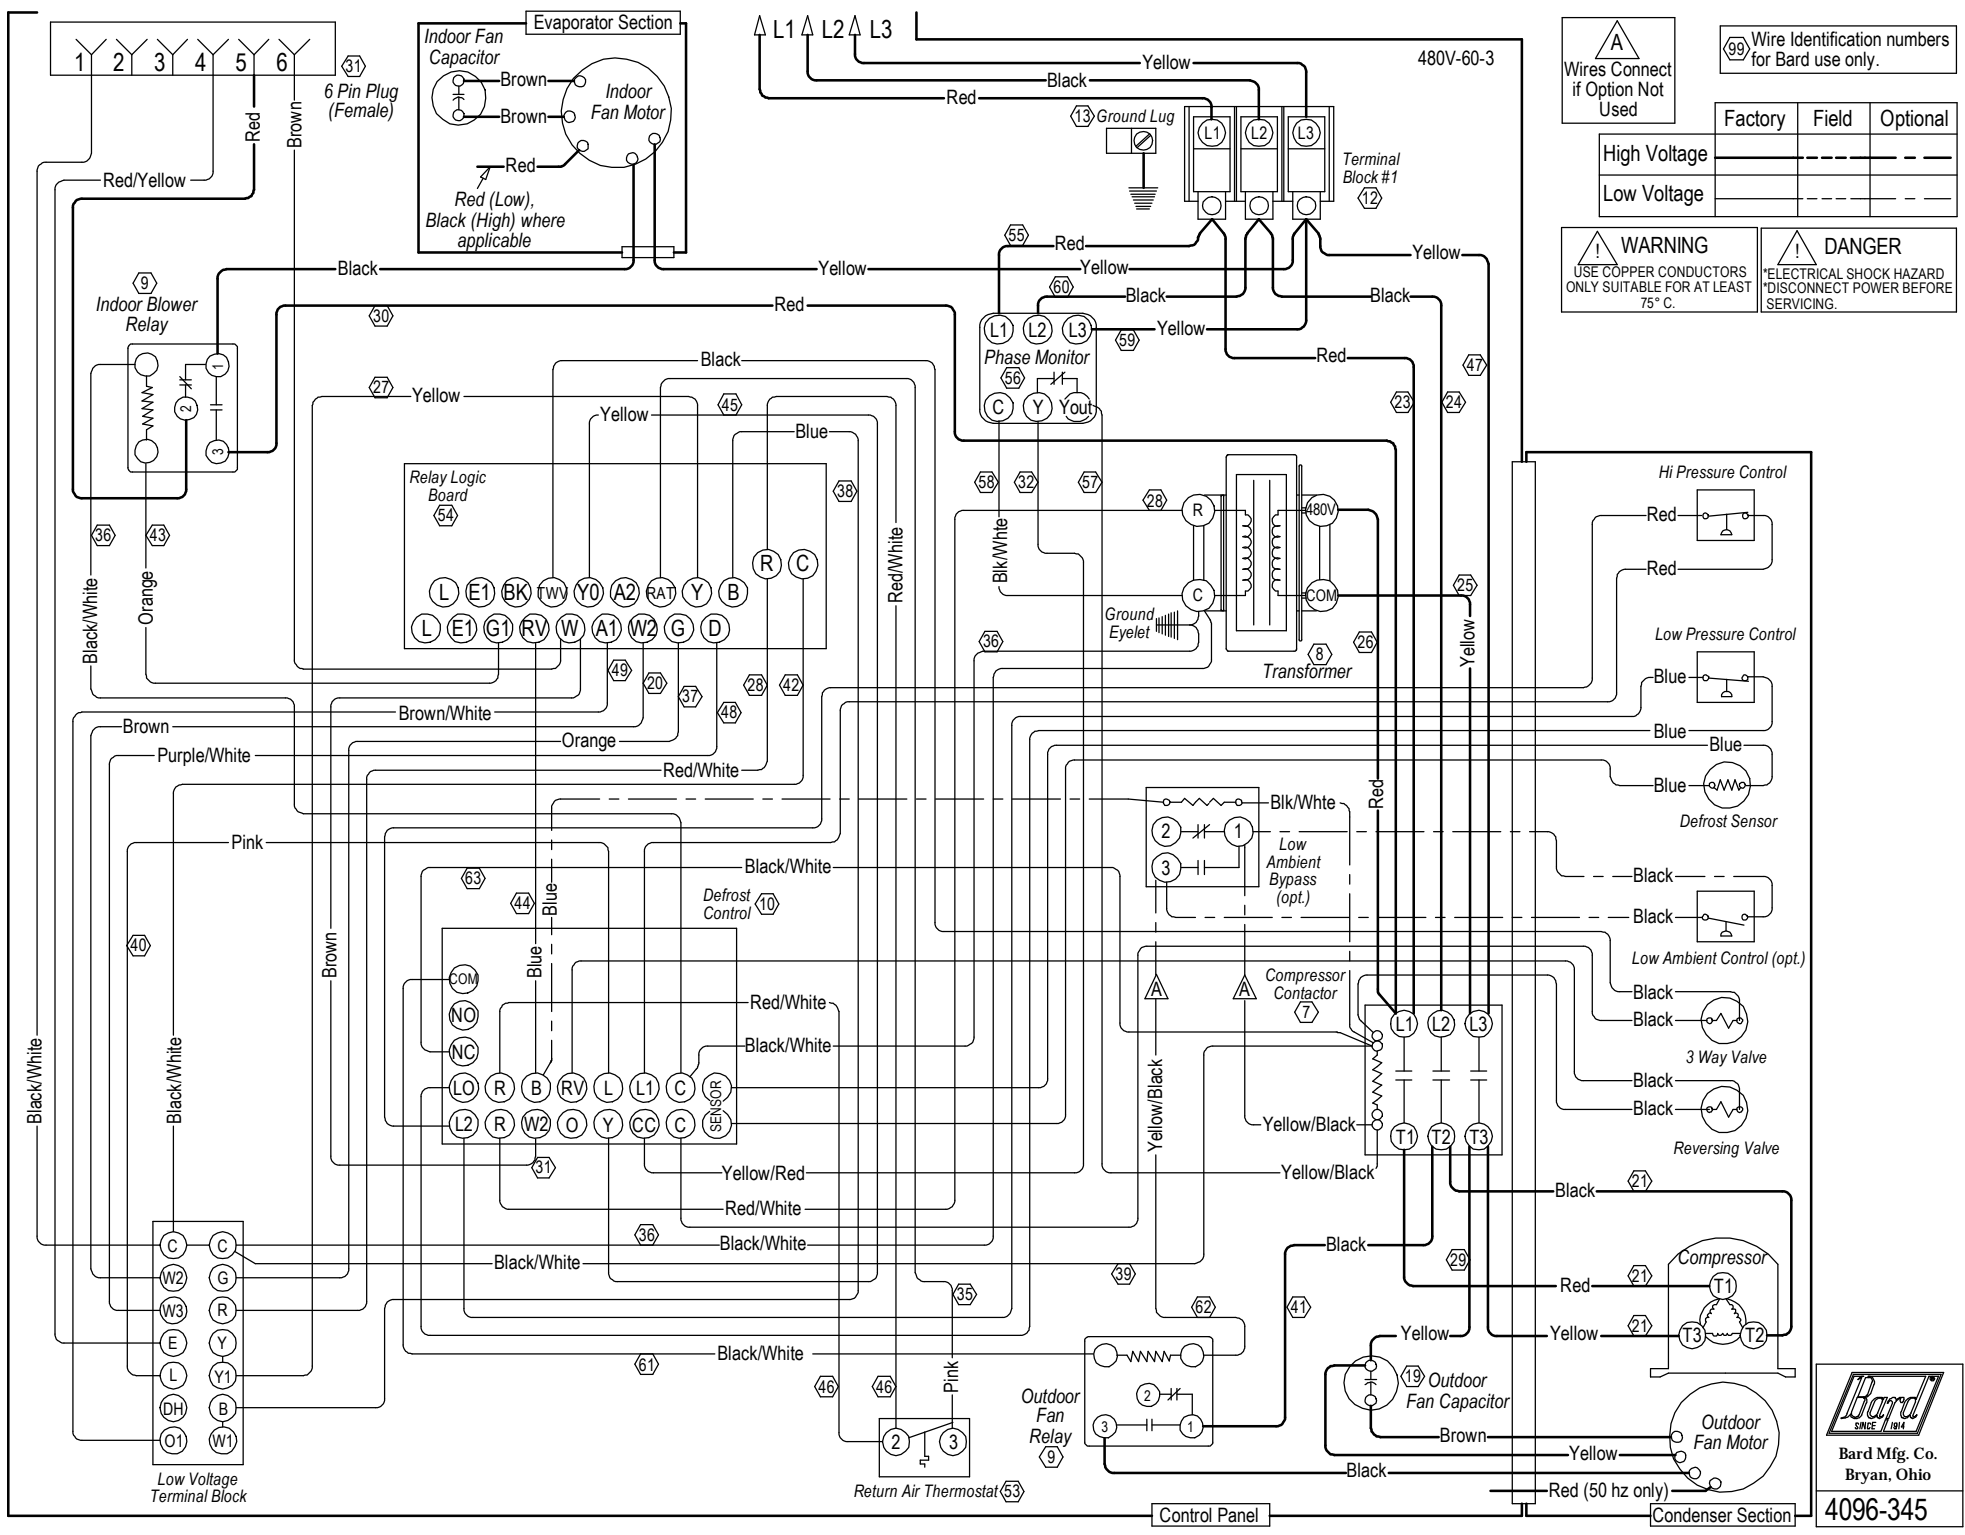 Evaporator Section
L1
L2
L3
480V-60-3
A
Wires Connect
if Option Not
Used
99
Wire Identification numbers
for Bard use only.
1 2 3 4 5 6
31
6 Pin Plug
(Female)
Indoor Fan
Capacitor
Brown
Brown
Indoor
Fan Motor
Red
Red (Low),
Black (High) where
applicable
Red
Brown
Red/Yellow
Yellow
Black
Red
13
Ground Lug
L1 L2 L3
Terminal
Block #1
12
Factory Field Optional
High Voltage
Low Voltage
! WARNING
USE COPPER CONDUCTORS
ONLY SUITABLE FOR AT LEAST
75° C.
! DANGER
*ELECTRICAL SHOCK HAZARD
*DISCONNECT POWER BEFORE
SERVICING.
9
Indoor Blower
Relay
1
2
3
Black
Yellow
Yellow
Yellow
55
Red
60
Black
Black
30
Red
59
Yellow
L1 L2 L3
Phase Monitor
56
C Y Yout
Red
47
23
24
Black
27
Yellow
45
Yellow
Blue
Relay Logic
Board
54
38
58
32
57
28
R
480V
C
COM
Blk/Whte
Ground
Eyelet
Transformer
8
25
26
Yellow
36
43
Black/White
Orange
Red/White
R C
L E1 BK TWV Y0 A2 RAT Y B
L E1 G1 RV W A1 W2 G D
49
20
37
48
28
42
36
Brown/White
Brown
Orange
Purple/White
Red/White
Pink
Hi Pressure Control
Red
Red
Low Pressure Control
Blue
Blue
Blue
Blue
Defrost Sensor
Red
Blk/Whte
2
1
3
Low
Ambient
Bypass
(opt.)
Black
Black
Low Ambient Control (opt.)
Black/White
63
44
Blue
Defrost
Control
10
40
Brown
Blue
COM
NO
NC
LO R B RV L L1 C SENSOR
L2 R W2 O Y CC C
Red/White
Black/White
31
Yellow/Red
Red/White
A
A
Compressor
Contactor
7
Yellow/Black
Yellow/Black
Yellow/Black
L1 L2 L3
T1 T2 T3
Black
Black
3 Way Valve
Black
Black
Reversing Valve
Black/White
Black/White
36
Black/White
Black/White
39
35
62
41
29
Black
Black
21
Red
21
Yellow
21
Compressor
T1
T3 T2
C C
W2 G
W3 R
E Y
L Y1
DH B
O1 W1
Low Voltage
Terminal Block
61
Black/White
46
46
Pink
2
3
Return Air Thermostat
53
Outdoor
Fan
Relay
9
2
3
1
Yellow
19
Outdoor
Fan Capacitor
Brown
Yellow
Black
Red (50 hz only)
Outdoor
Fan Motor
Control Panel
Condenser Section
Bard
SINCE 1914
Bard Mfg. Co.
Bryan, Ohio
4096-345